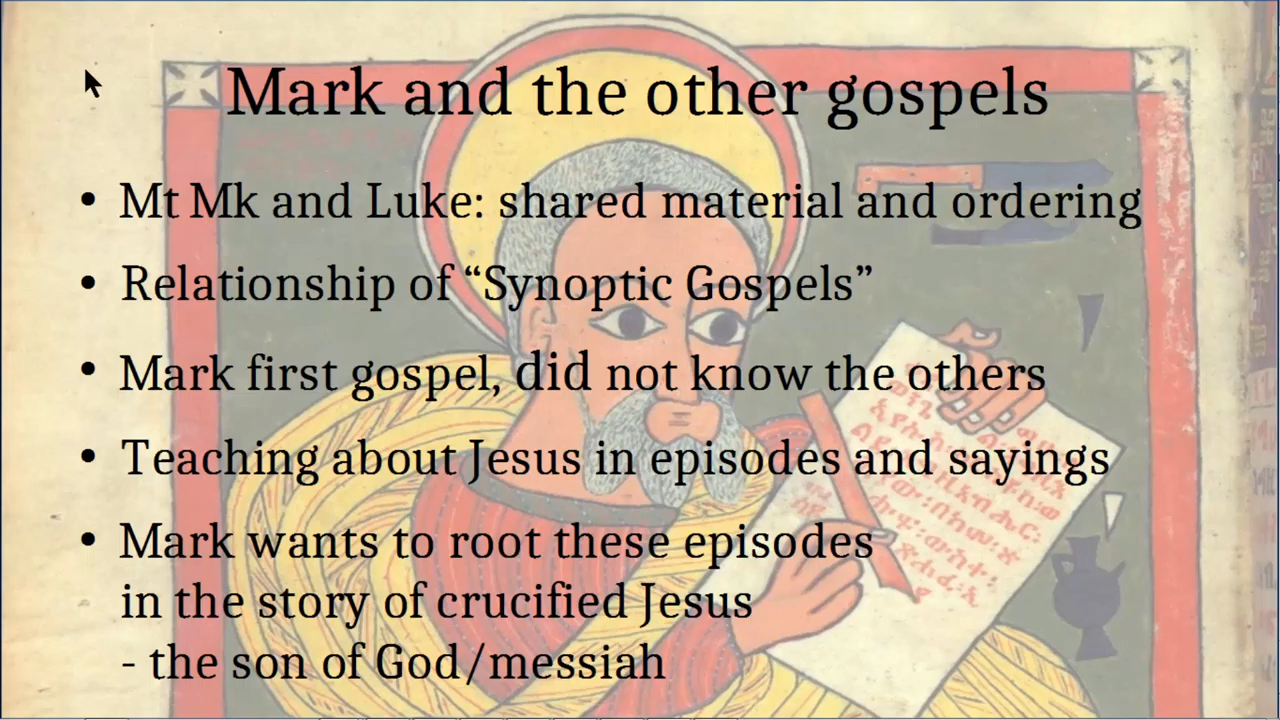 Mark and the other gospels
• Mt Mk and Luke: shared material and ordering
• Relationship of “Synoptic Gospels”
• Mark first gospel, did not know the others
• Teaching about Jesus in episodes and sayings
• Mark wants to root these episodes
in the story of crucified Jesus
- the son of God/messiah